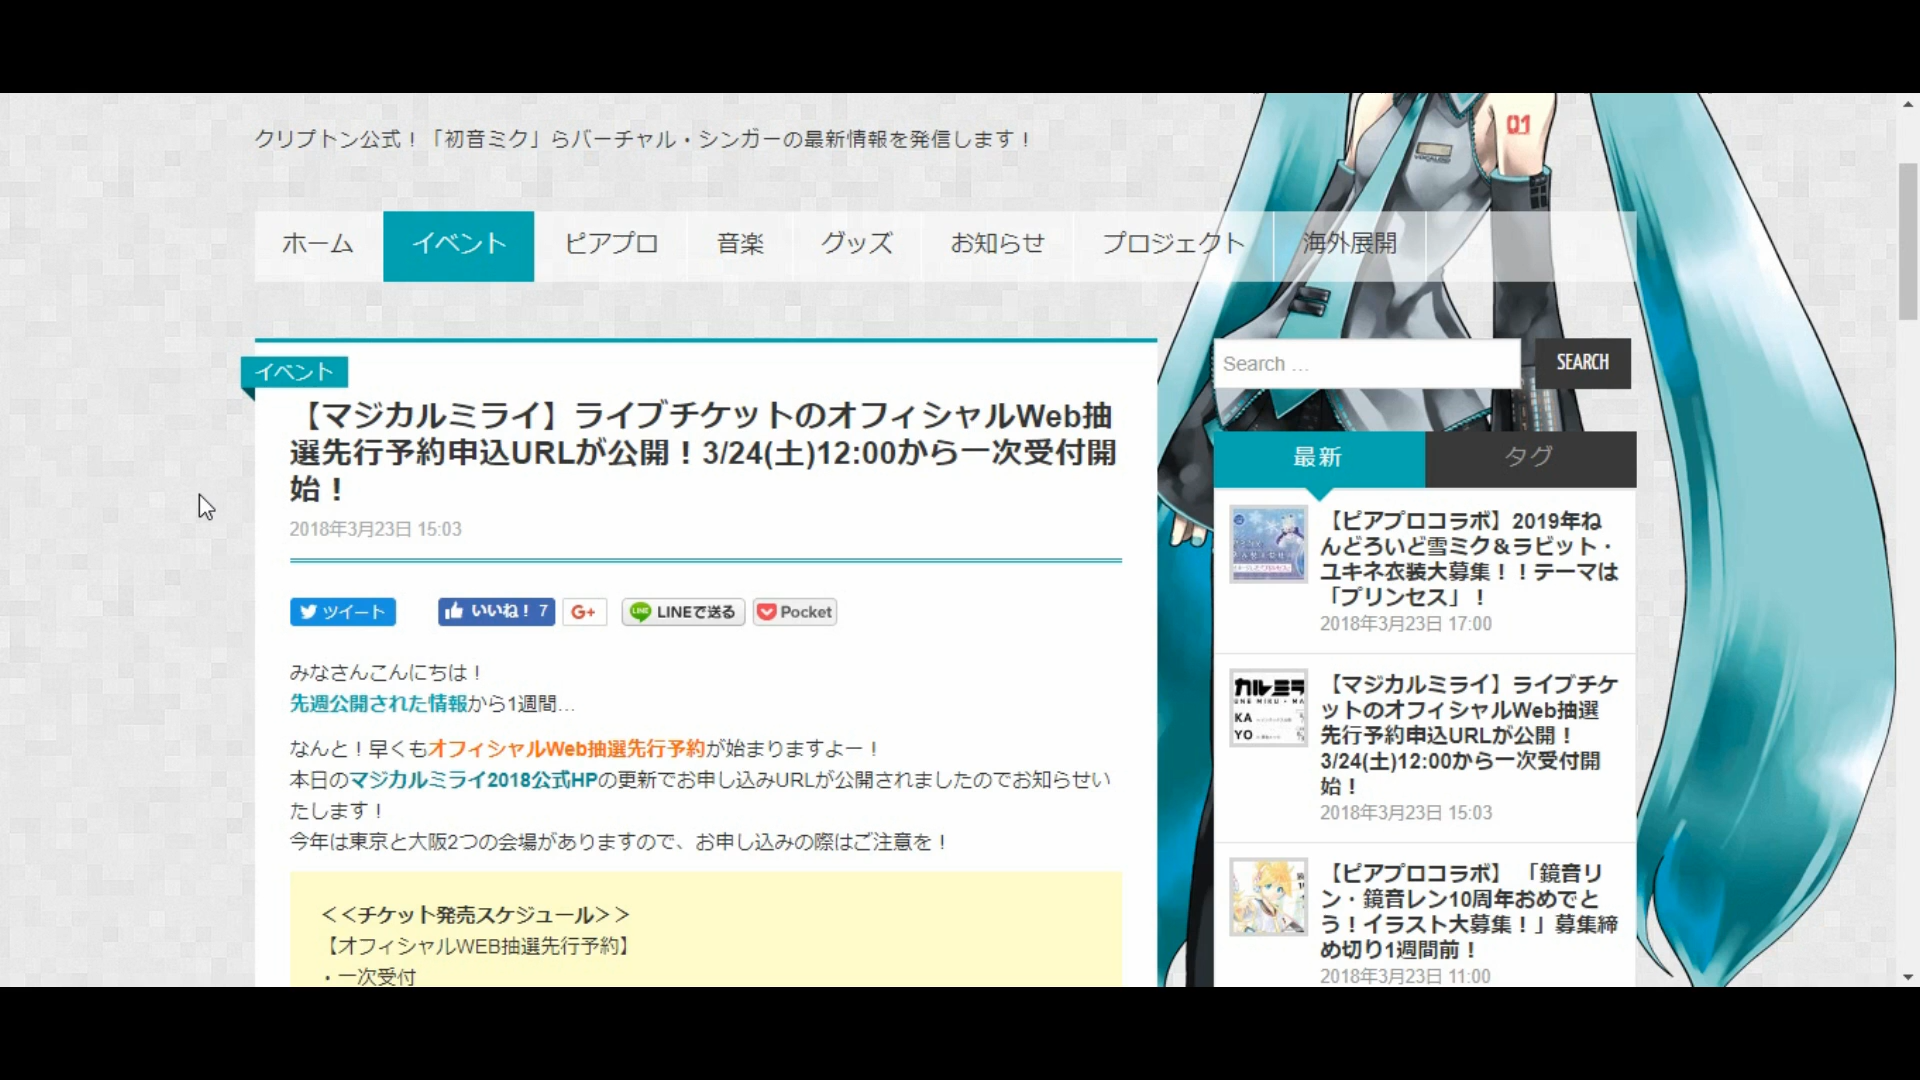 クリプトン公式！「初音ミク」らバーチャル・シンガーの最新情報を発信します！
01
VOCALOID
ホーム
イベント
ピアプロ
音楽
グッズ
お知らせ
プロジェクト
海外展開
イベント
【マジカルミライ】ライブチケットのオフィシャルWeb抽
選先行予約申込URLが公開！3/24(土)12:00から一次受付開
始！
2018年3月23日 15:03
ツイート
いいね！ 7
G+
LINEで送る
Pocket
みなさんこんにちは！
先週公開された情報から1週間…
なんと！早くもオフィシャルWeb抽選先行予約が始まりますよー！
本日のマジカルミライ2018公式HPの更新でお申し込みURLが公開されましたのでお知らせい
たします！
今年は東京と大阪2つの会場がありますので、お申し込みの際はご注意を！
＜＜チケット発売スケジュール＞＞
【オフィシャルWEB抽選先行予約】
・一次受付
Search …
SEARCH
最新
タグ
【ピアプロコラボ】2019年ね
んどろいど雪ミク＆ラビット・
ユキネ衣装大募集！！テーマは
「プリンセス」！
2018年3月23日 17:00
カルミラ
KA
YO
【マジカルミライ】ライブチケ
ットのオフィシャルWeb抽選
先行予約申込URLが公開！
3/24(土)12:00から一次受付開
始！
2018年3月23日 15:03
【ピアプロコラボ】「鏡音リ
ン・鏡音レン10周年おめでと
う！イラスト大募集！」募集締
め切り1週間前！
2018年3月23日 11:00